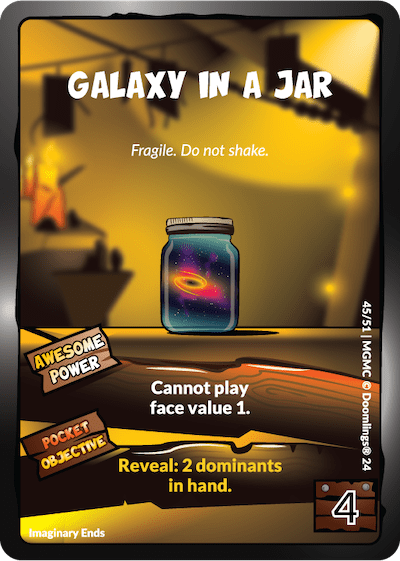 GALAXY IN A JAR
Fragile. Do not shake.
AWESOME
POWER
Cannot play
face value 1.
POCKET
OBJECTIVE
Reveal: 2 dominants
in hand.
4
Imaginary Ends
45/51 | MGMC © Doomlings® 24